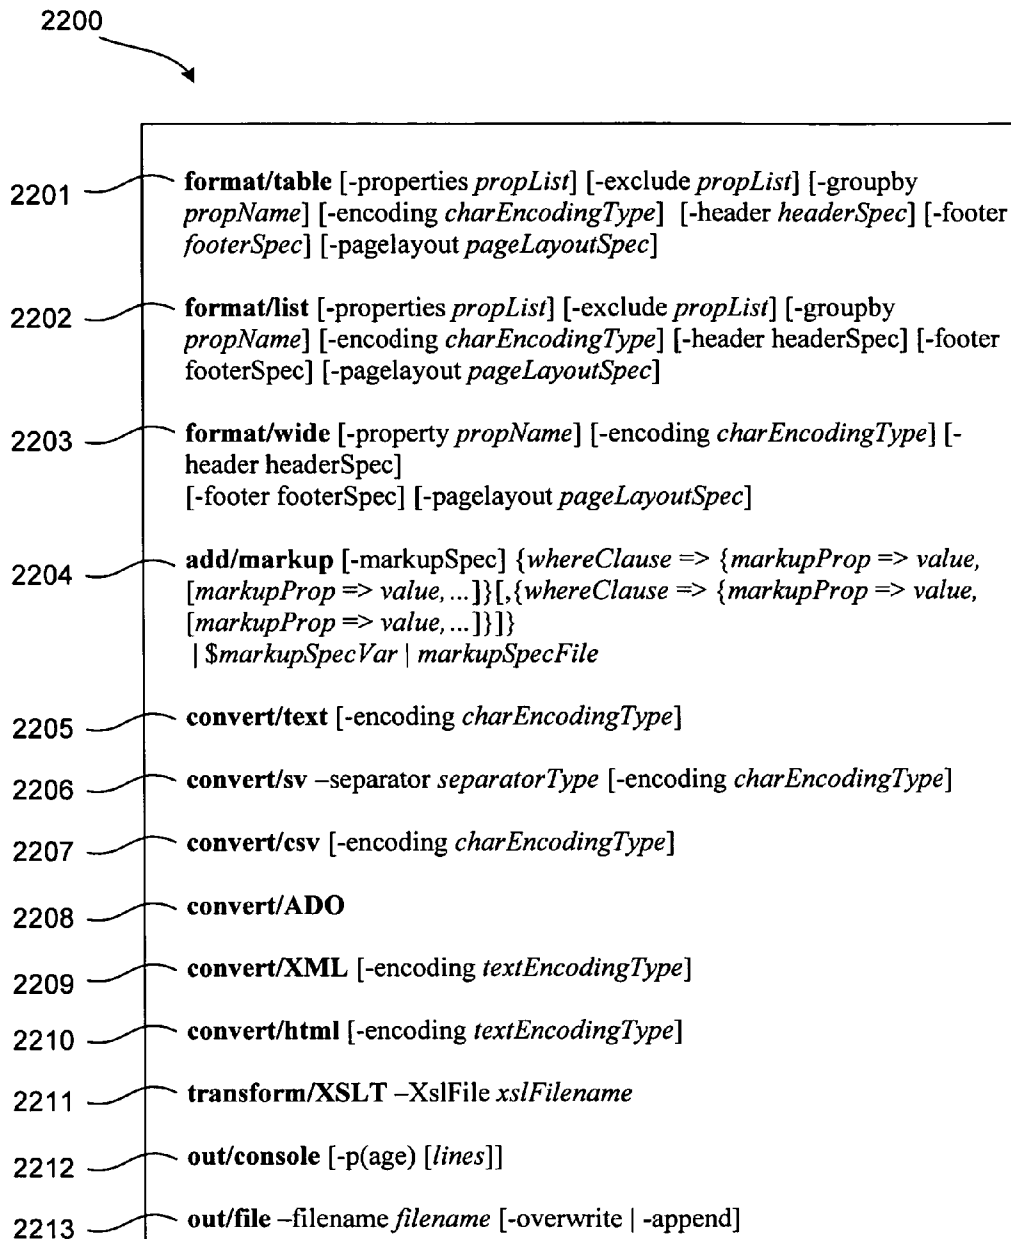 2200
2201 format/table [-properties propList] [-exclude propList] [-groupby
propName] [-encoding charEncodingType] [-header headerSpec] [-footer
footerSpec] [-pagelayout pageLayoutSpec]
2202 format/list [-properties propList] [-exclude propList] [-groupby
propName] [-encoding charEncodingType] [-header headerSpec] [-footer
footerSpec] [-pagelayout pageLayoutSpec]
2203 format/wide [-property propName] [-encoding charEncodingType] [-
header headerSpec]
[-footer footerSpec] [-pagelayout pageLayoutSpec]
2204 add/markup [-markupSpec] {whereClause => {markupProp => value,
[markupProp => value, ...]}[,{whereClause => {markupProp => value,
[markupProp => value, ...]}]}
| $markupSpecVar | markupSpecFile
2205 convert/text [-encoding charEncodingType]
2206 convert/sv –separator separatorType [-encoding charEncodingType]
2207 convert/csv [-encoding charEncodingType]
2208 convert/ADO
2209 convert/XML [-encoding textEncodingType]
2210 convert/html [-encoding textEncodingType]
2211 transform/XSLT –XslFile xslFilename
2212 out/console [-p(age) [lines]]
2213 out/file –filename filename [-overwrite | -append]